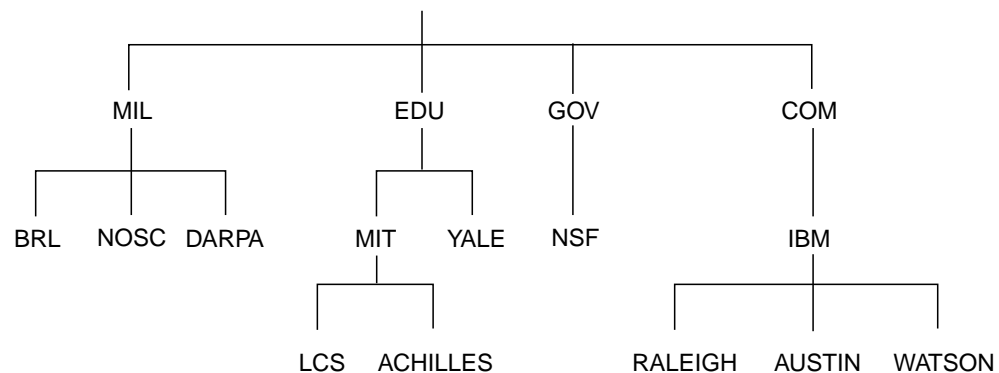 MIL EDU GOV COM
BRL NOSC DARPA MIT YALE NSF IBM
LCS ACHILLES RALEIGH AUSTIN WATSON